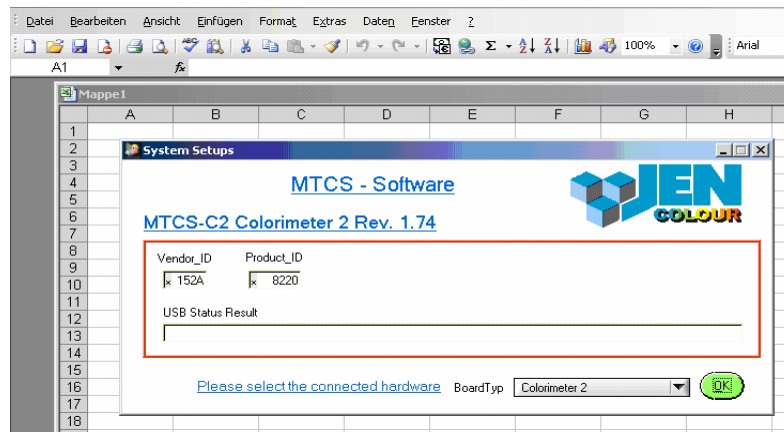 Datei Bearbeiten Ansicht Einfügen Format Extras Daten Fenster ?
100% Arial
A1 fx
Mappe1
A B C D E F G H
1
2
3
4
5
6
7
8
9
10
11
12
13
14
15
16
17
18
System Setups
MTCS - Software
JEN
COLOUR
MTCS-C2 Colorimeter 2 Rev. 1.74
Vendor_ID Product_ID
x 152A x 8220
USB Status Result
Please select the connected hardware BoardTyp Colorimeter 2 OK